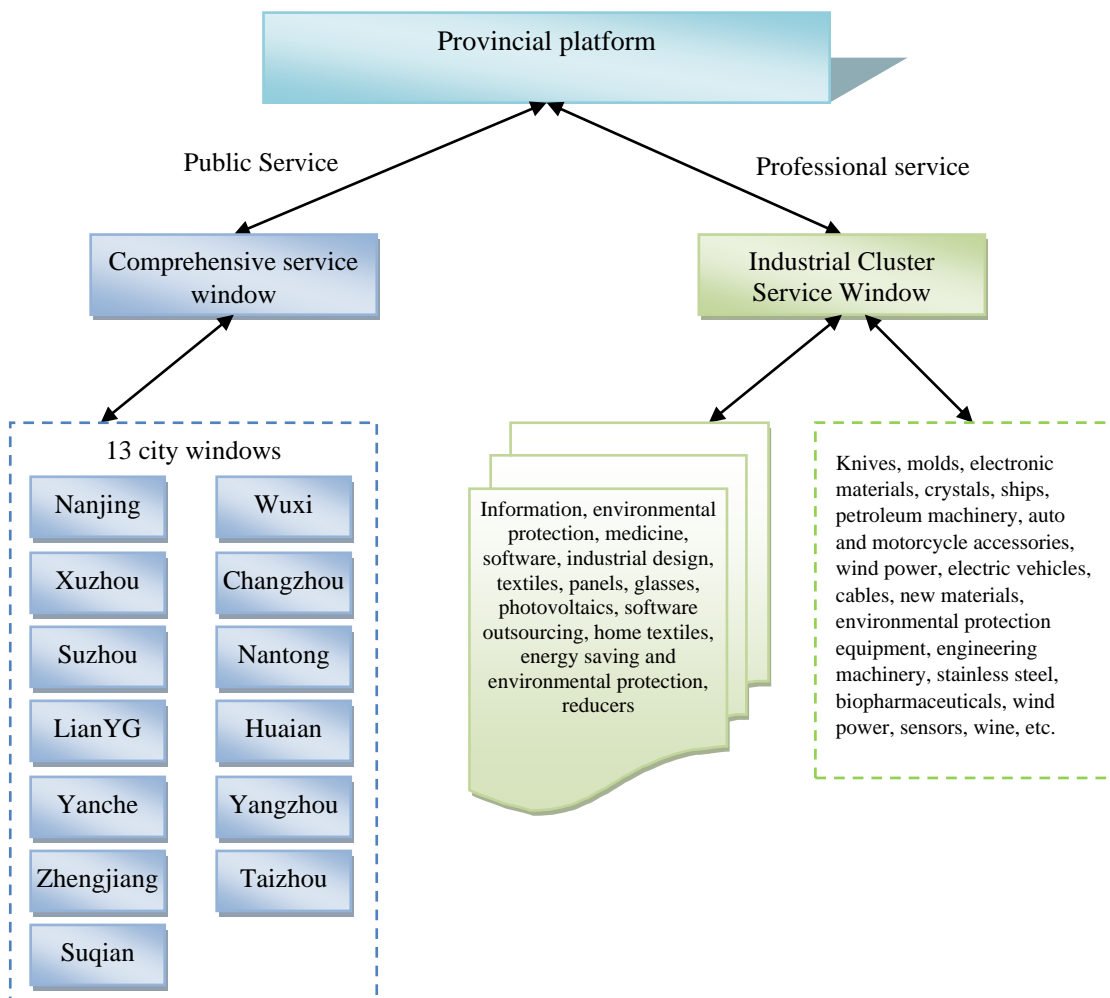 Provincial platform
Public Service
Professional service
Comprehensive service
window
Industrial Cluster
Service Window
13 city windows
Nanjing
Wuxi
Xuzhou
Changzhou
Suzhou
Nantong
LianYG
Huaian
Yanche
Yangzhou
Zhengjiang
Taizhou
Suqian
Information, environmental
protection, medicine,
software, industrial design,
textiles, panels, glasses,
photovoltaics, software
outsourcing, home textiles,
energy saving and
environmental protection,
reducers
Knives, molds, electronic
materials, crystals, ships,
petroleum machinery, auto
and motorcycle accessories,
wind power, electric vehicles,
cables, new materials,
environmental protection
equipment, engineering
machinery, stainless steel,
biopharmaceuticals, wind
power, sensors, wine, etc.